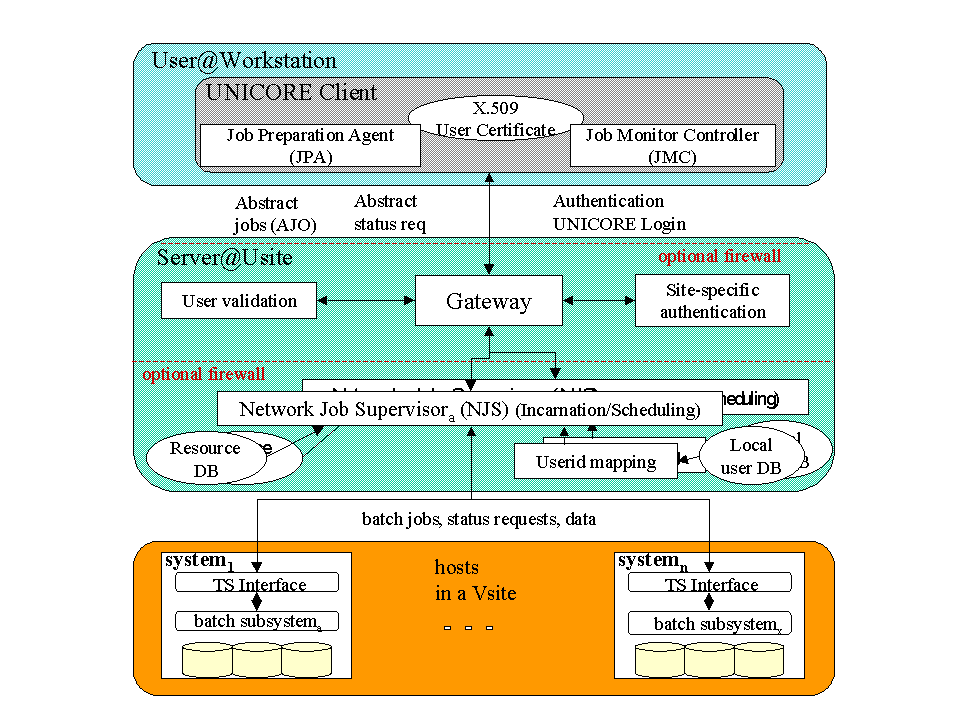 User@Workstation
UNICORE Client
X.509
User Certificate
Job Preparation Agent
(JPA)
Job Monitor Controller
(JMC)
Abstract
jobs (AJO)
Abstract
status req
Authentication
UNICORE Login
Server@Usite
optional firewall
User validation
Gateway
Site-specific
authentication
optional firewall
Network Job Supervisora (NJS) (Incarnation/Scheduling)
Resource
DB
Userid mapping
Local
user DB
batch jobs, status requests, data
system1
TS Interface
batch subsystema
hosts
in a Vsite
systemn
TS Interface
batch subsystemx